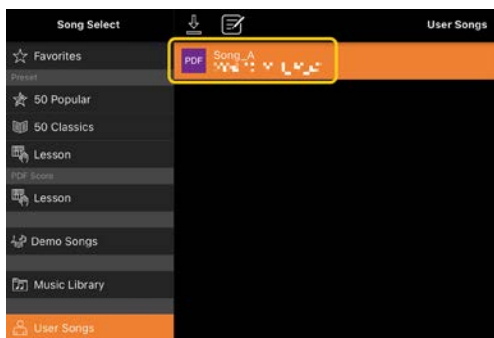 Song Select
User Songs
Favorites
Preset
50 Popular
50 Classics
Lesson
PDF Score
Lesson
Demo Songs
Music Library
User Songs
PDF
Song_A